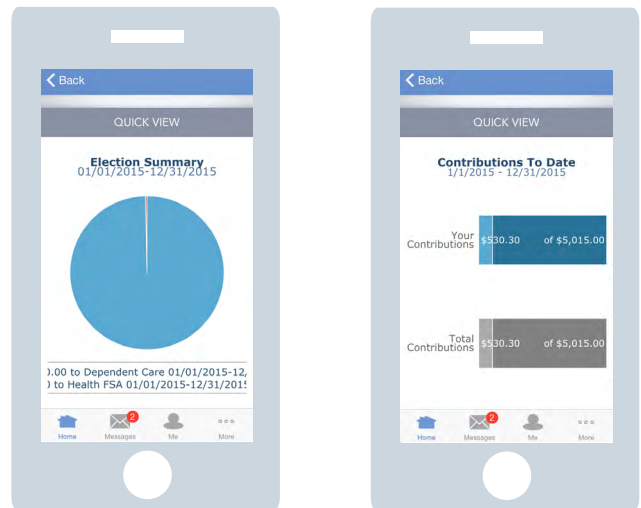 Back
QUICK VIEW
Election Summary
01/01/2015-12/31/2015
.00 to Dependent Care 01/01/2015-12/
to Health FSA 01/01/2015-12/31/2015
Home
2
Messages
Me
More
Back
QUICK VIEW
Contributions To Date
1/1/2015 - 12/31/2015
Your
Contributions
$530.30 of $5,015.00
Total
Contributions
$530.30 of $5,015.00
Home
2
Messages
Me
More